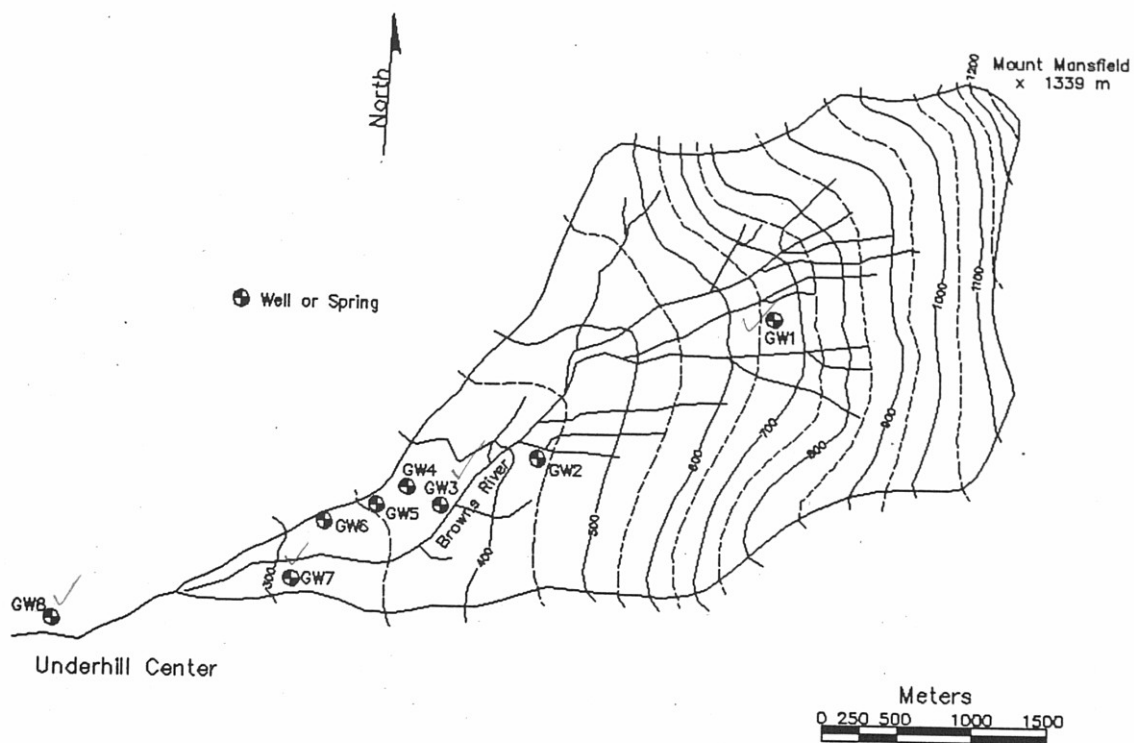 Mount Mansfield
x 1339 m
1200
North
1100
1000
Well or Spring
GW1
900
700
800
600
500
GW2
GW4
GW3
Browns River
400
GW5
GW6
300
GW7
GW8
Underhill Center
Meters
0 250 500 1000 1500